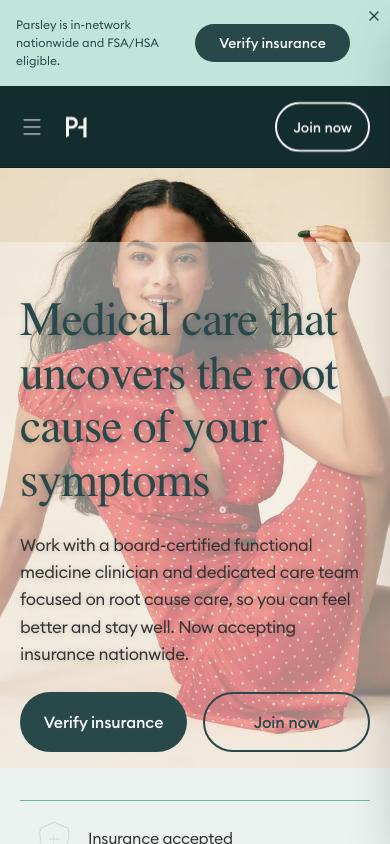 Parsley is in-network
nationwide and FSA/HSA
eligible.
Verify insurance
PH
Join now
Medical care that
uncovers the root
cause of your
symptoms
Work with a board-certified functional
medicine clinician and dedicated care team
focused on root cause care, so you can feel
better and stay well. Now accepting
insurance nationwide.
Verify insurance
Join now
Insurance accepted